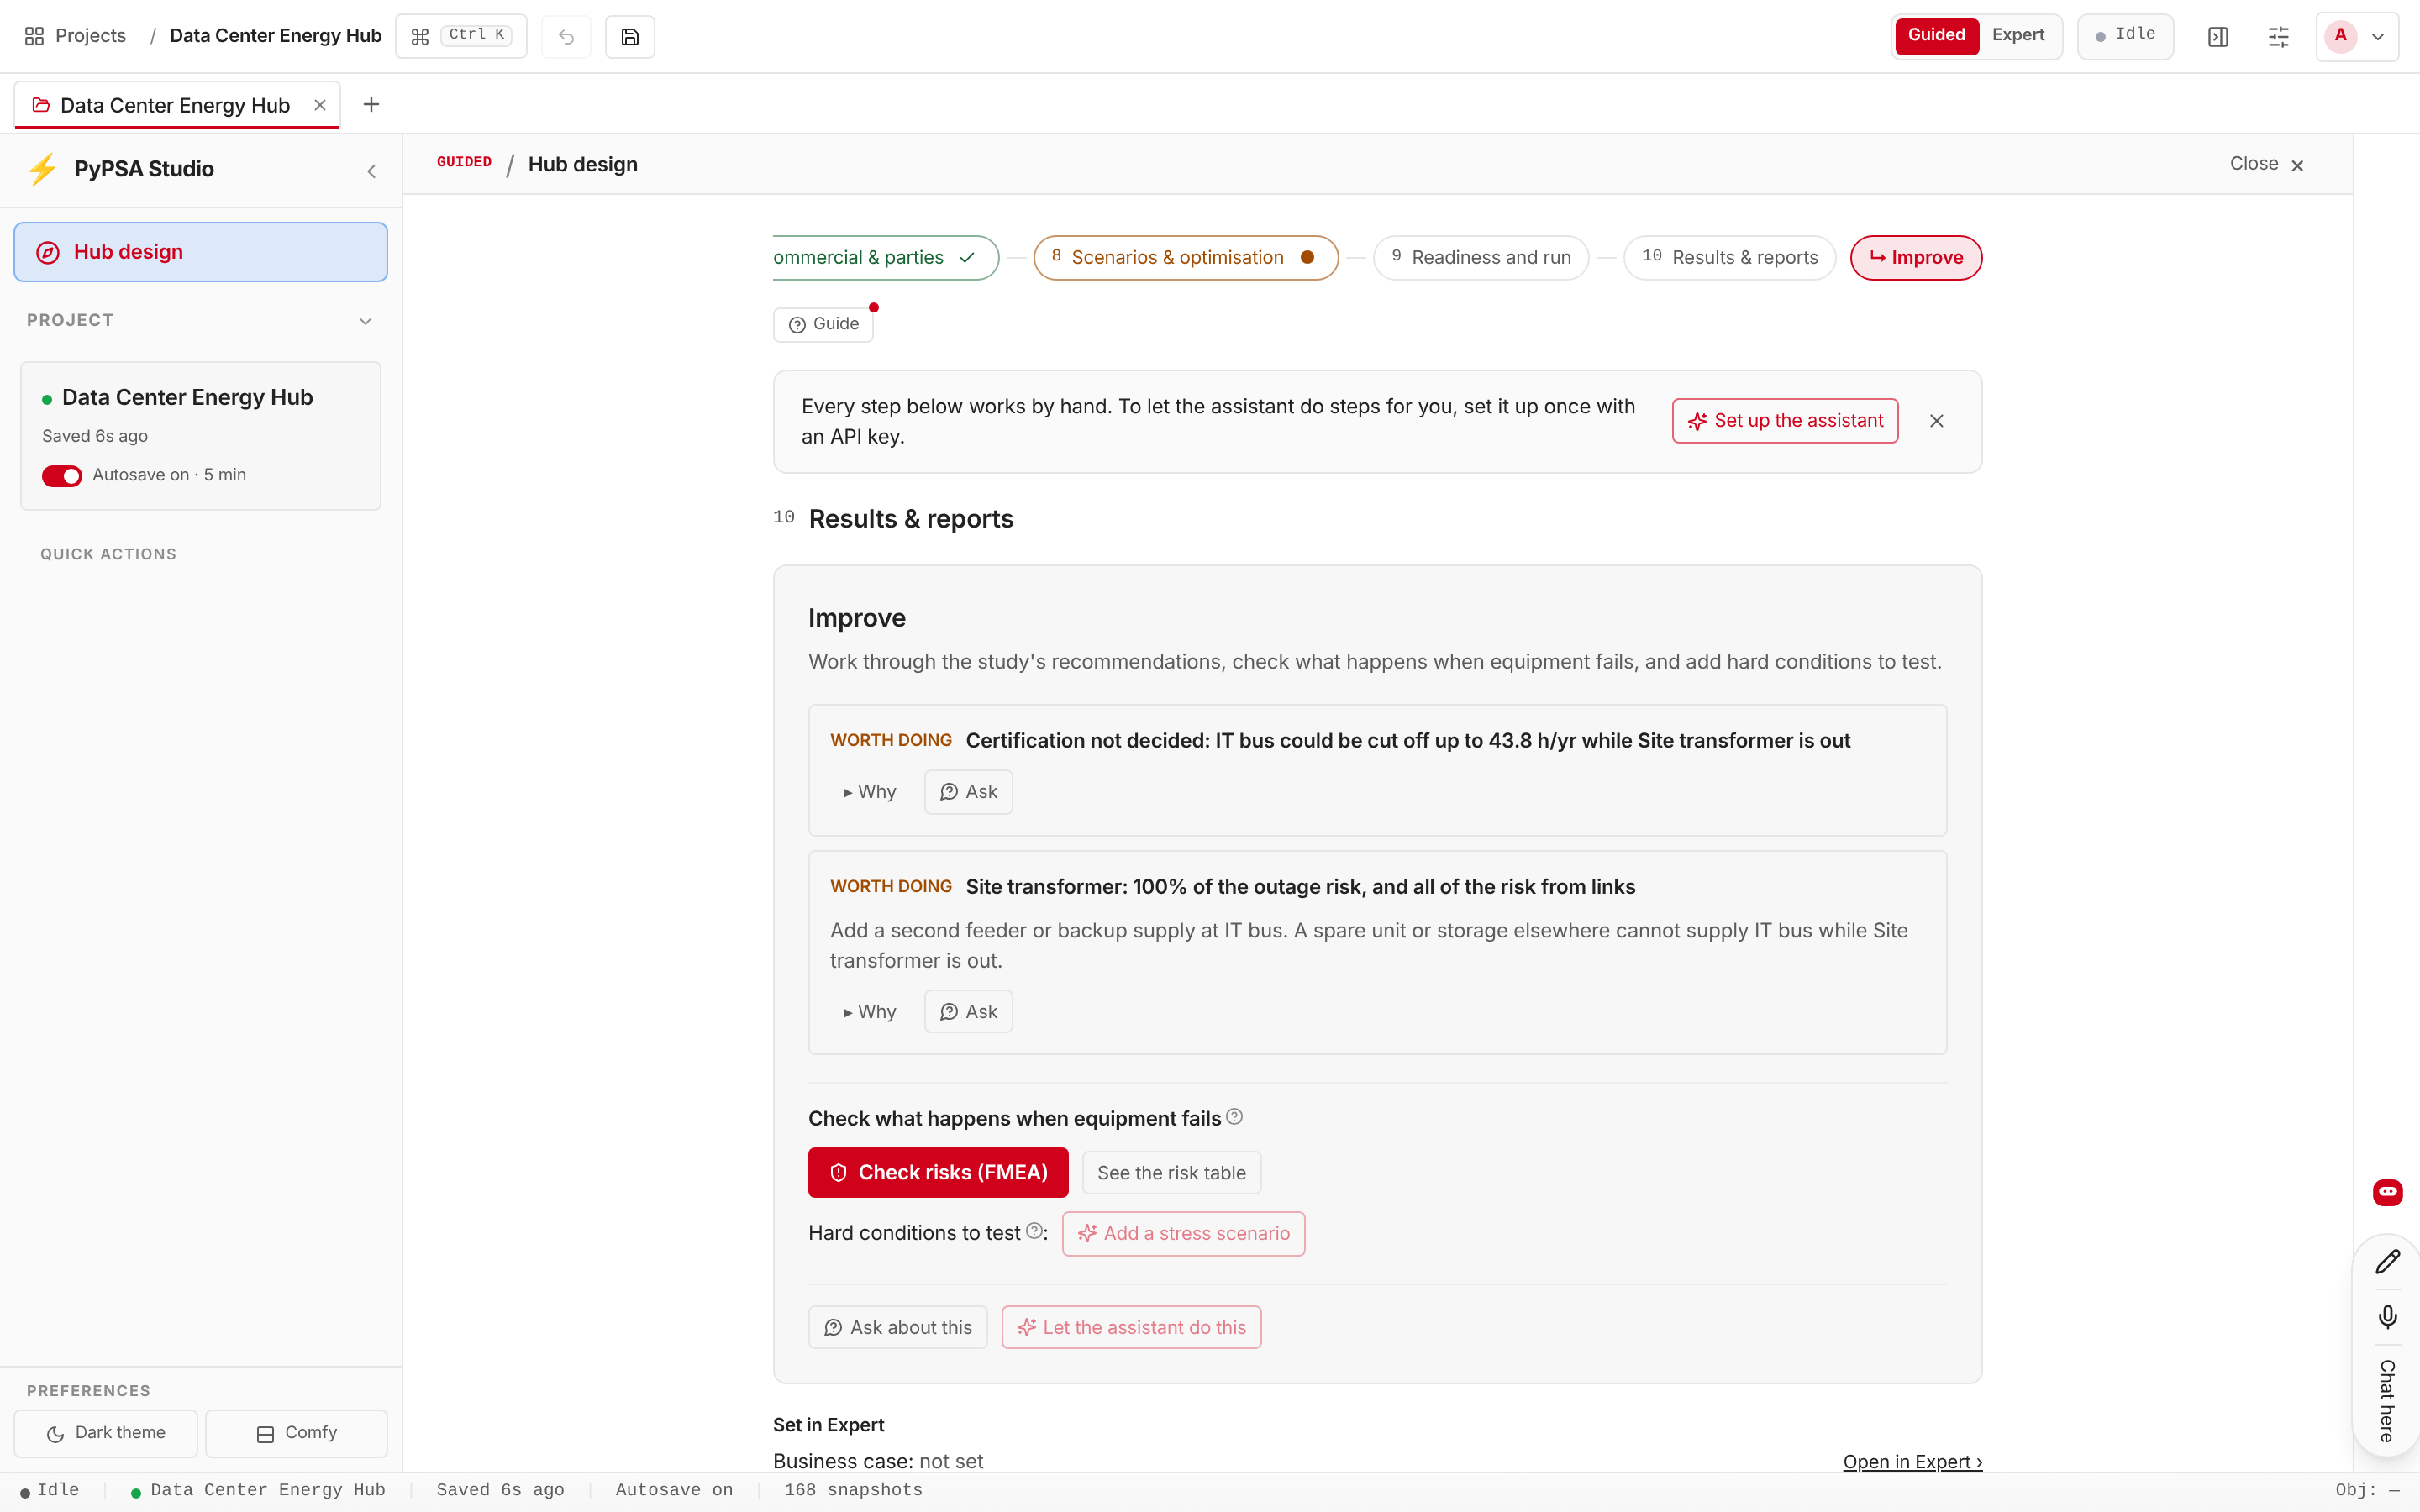 Projects / Data Center Energy Hub Ctrl K Guided Expert Idle A
Data Center Energy Hub
PyPSA Studio
GUIDED / Hub design Close
Hub design
PROJECT
Data Center Energy Hub
Saved 6s ago
Autosave on · 5 min
QUICK ACTIONS
PREFERENCES
Dark theme Comfy
ommercial & parties 8 Scenarios & optimisation 9 Readiness and run 10 Results & reports Improve
Guide
Every step below works by hand. To let the assistant do steps for you, set it up once with
an API key.
Set up the assistant
10 Results & reports
Improve
Work through the study's recommendations, check what happens when equipment fails, and add hard conditions to test.
WORTH DOING Certification not decided: IT bus could be cut off up to 43.8 h/yr while Site transformer is out
Why Ask
WORTH DOING Site transformer: 100% of the outage risk, and all of the risk from links
Add a second feeder or backup supply at IT bus. A spare unit or storage elsewhere cannot supply IT bus while Site
transformer is out.
Why Ask
Check what happens when equipment fails
Check risks (FMEA) See the risk table
Hard conditions to test : Add a stress scenario
Ask about this Let the assistant do this
Set in Expert
Business case: not set Open in Expert ›
Chat here
Idle Data Center Energy Hub Saved 6s ago Autosave on 168 snapshots Obj: —